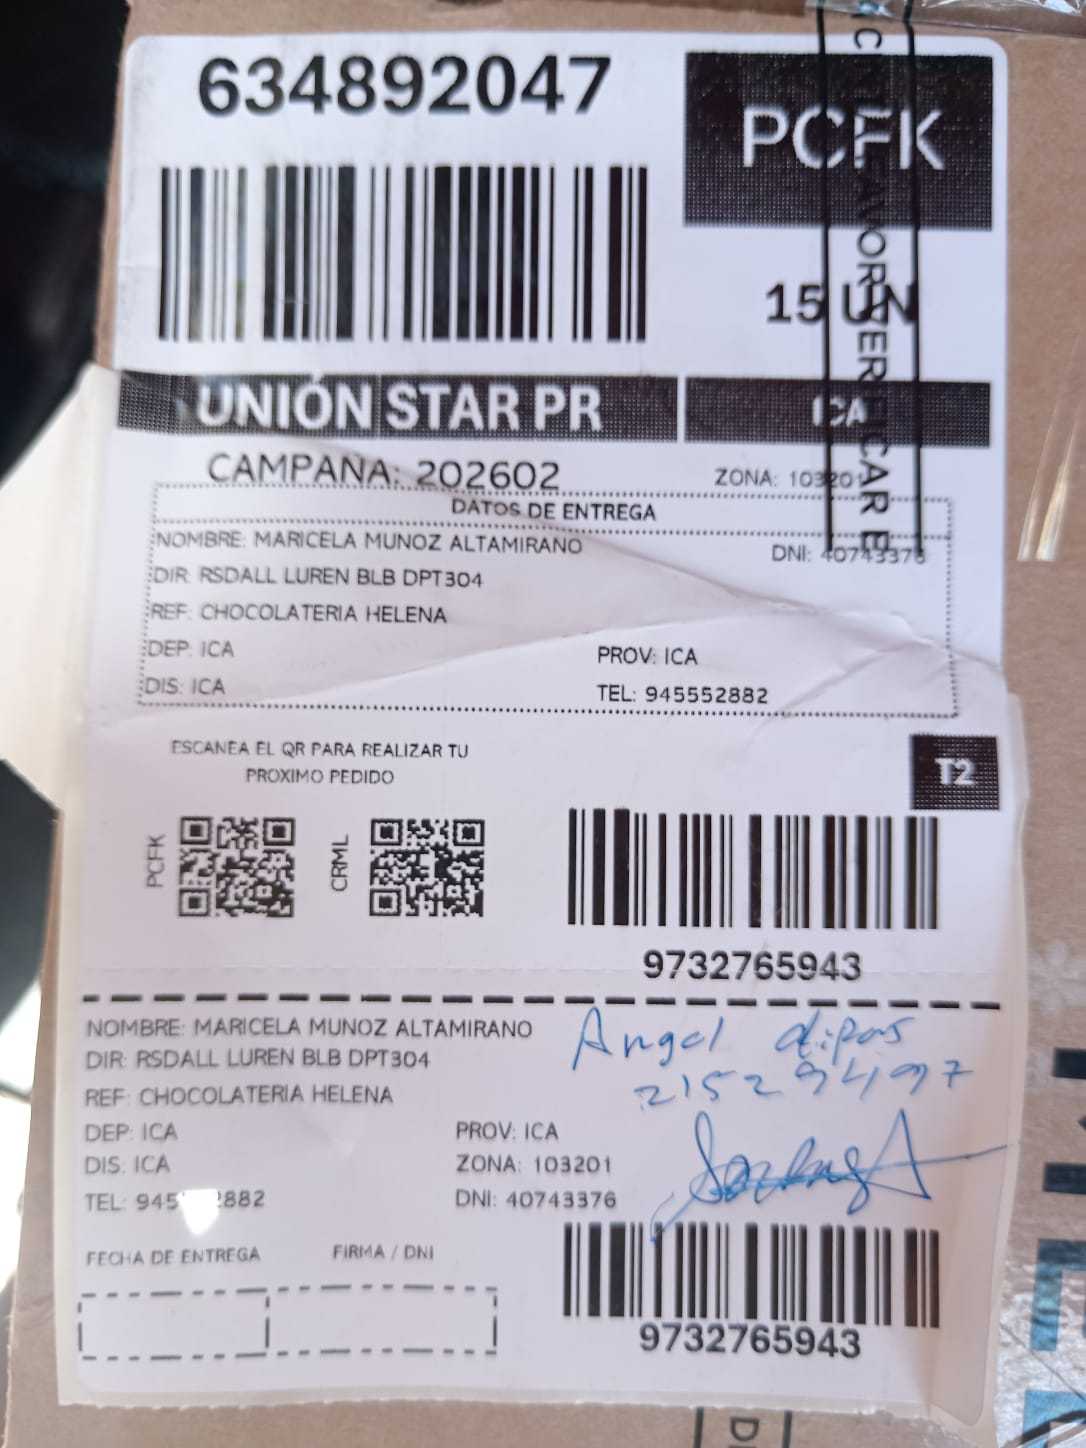 634892047
PCFK
15 UN
UNIÓN STAR PR
ICA
CAMPAÑA: 202602
ZONA: 103201
DATOS DE ENTREGA
NOMBRE: MARICELA MUNOZ ALTAMIRANO
DNI: 40743376
DIR: RSDALL LUREN BLB DPT304
REF: CHOCOLATERIA HELENA
DEP: ICA
PROV: ICA
DIS: ICA
TEL: 945552882
ESCANEA EL QR PARA REALIZAR TU
PROXIMO PEDIDO
T2
PCFK
CRML
9732765943
NOMBRE: MARICELA MUNOZ ALTAMIRANO
DIR: RSDALL LUREN BLB DPT304
REF: CHOCOLATERIA HELENA
DEP: ICA
PROV: ICA
DIS: ICA
ZONA: 103201
TEL: 945 882
DNI: 40743376
Angel dipas
21529497
FECHA DE ENTREGA
FIRMA / DNI
9732765943